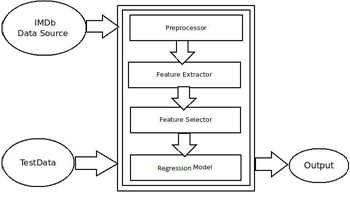 IMDb
Data Source
Preprocessor
Feature Extractor
Feature Selector
TestData
Regression Model
Output